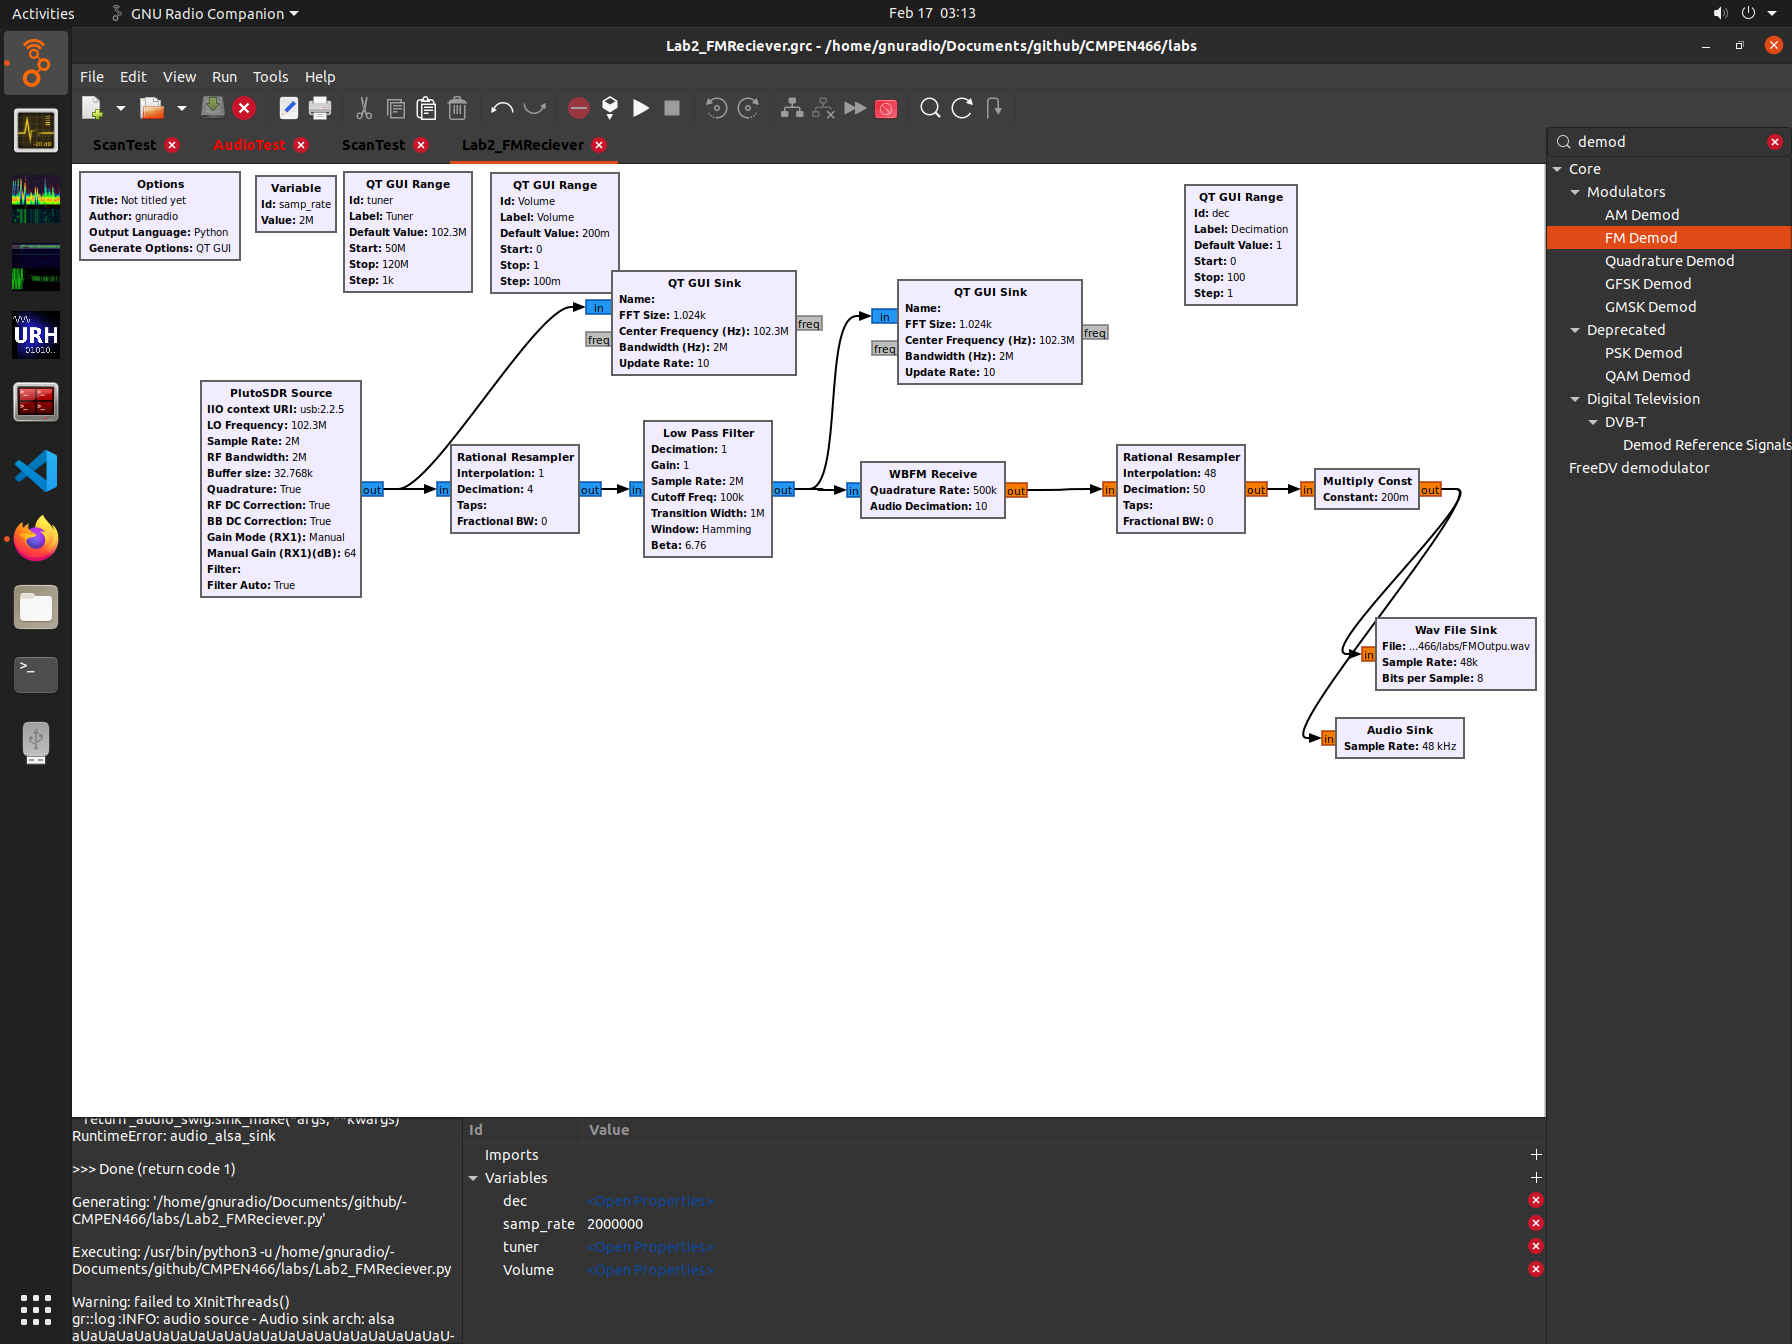 Activities
GNU Radio Companion
Feb 17 03:13
Lab2_FMReciever.grc - /home/gnuradio/Documents/github/CMPEN466/labs
File Edit View Run Tools Help
ScanTest
AudioTest
ScanTest
Lab2_FMReciever
Options
Title: Not titled yet
Author: gnuradio
Output Language: Python
Generate Options: QT GUI
Variable
Id: samp_rate
Value: 2M
QT GUI Range
Id: tuner
Label: Tuner
Default Value: 102.3M
Start: 50M
Stop: 120M
Step: 1k
QT GUI Range
Id: Volume
Label: Volume
Default Value: 200m
Start: 0
Stop: 1
Step: 100m
QT GUI Range
Id: dec
Label: Decimation
Default Value: 1
Start: 0
Stop: 100
Step: 1
in
freq
QT GUI Sink
Name:
FFT Size: 1.024k
Center Frequency (Hz): 102.3M
Bandwidth (Hz): 2M
Update Rate: 10
freq
in
freq
QT GUI Sink
Name:
FFT Size: 1.024k
Center Frequency (Hz): 102.3M
Bandwidth (Hz): 2M
Update Rate: 10
freq
PlutoSDR Source
IIO context URI: usb:2.2.5
LO Frequency: 102.3M
Sample Rate: 2M
RF Bandwidth: 2M
Buffer size: 32.768k
Quadrature: True
RF DC Correction: True
BB DC Correction: True
Gain Mode (RX1): Manual
Manual Gain (RX1)(dB): 64
Filter:
Filter Auto: True
out
in
Rational Resampler
Interpolation: 1
Decimation: 4
Taps:
Fractional BW: 0
out
in
Low Pass Filter
Decimation: 1
Gain: 1
Sample Rate: 2M
Cutoff Freq: 100k
Transition Width: 1M
Window: Hamming
Beta: 6.76
out
in
WBFM Receive
Quadrature Rate: 500k
Audio Decimation: 10
out
in
Rational Resampler
Interpolation: 48
Decimation: 50
Taps:
Fractional BW: 0
out
in
Multiply Const
Constant: 200m
out
in
Wav File Sink
File: ...466/labs/FMOutpu.wav
Sample Rate: 48k
Bits per Sample: 8
in
Audio Sink
Sample Rate: 48 kHz
demod
Core
Modulators
AM Demod
FM Demod
Quadrature Demod
GFSK Demod
GMSK Demod
Deprecated
PSK Demod
QAM Demod
Digital Television
DVB-T
Demod Reference Signals
FreeDV demodulator
-20 dB
URH
01010..
>_
return _audio_swig.sink_make(*args, **kwargs)
RuntimeError: audio_alsa_sink
>>> Done (return code 1)
Generating: '/home/gnuradio/Documents/github/-
CMPEN466/labs/Lab2_FMReciever.py'
Executing: /usr/bin/python3 -u /home/gnuradio/-
Documents/github/CMPEN466/labs/Lab2_FMReciever.py
Warning: failed to XInitThreads()
gr::log :INFO: audio source - Audio sink arch: alsa
aUaUaUaUaUaUaUaUaUaUaUaUaUaUaUaUaUaUaUaUaU-
Id Value
Imports
Variables
dec <Open Properties>
samp_rate 2000000
tuner <Open Properties>
Volume <Open Properties>